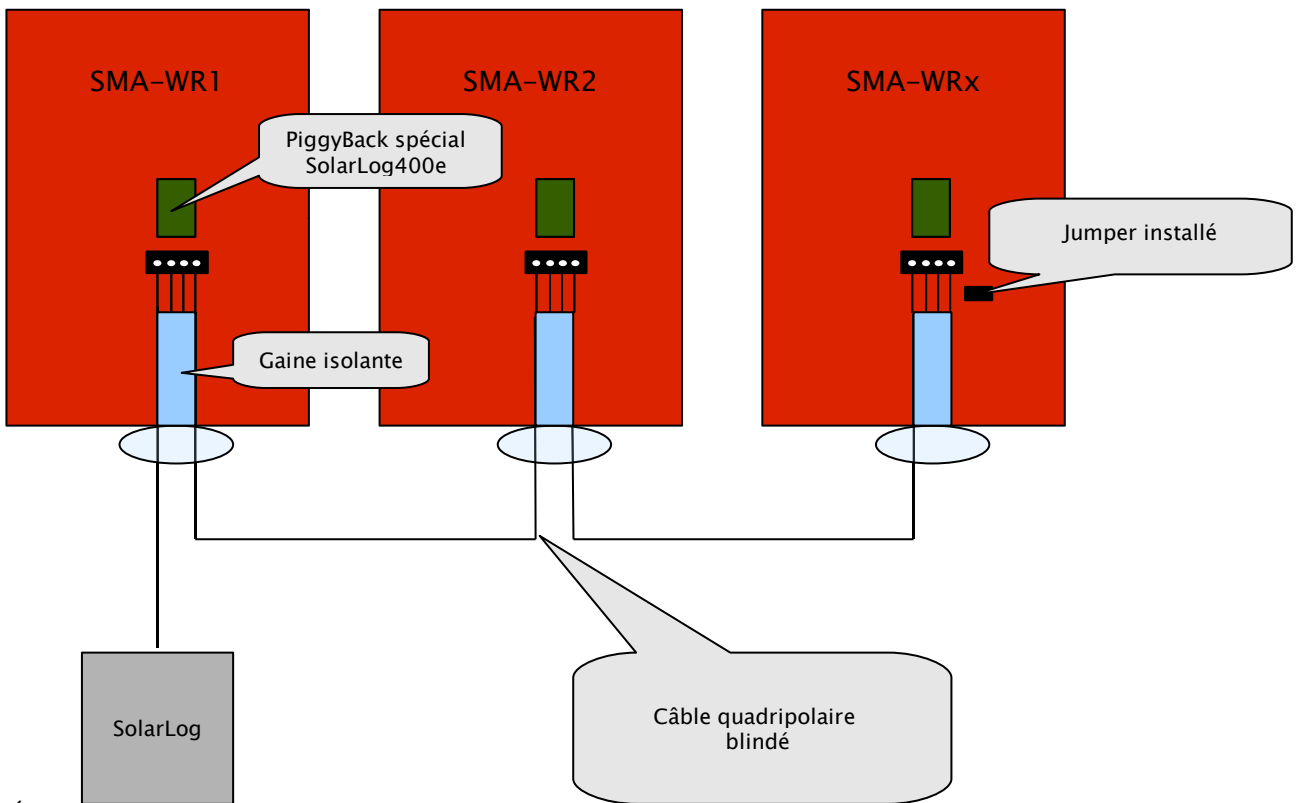 SMA-WR1
SMA-WR2
SMA-WRx
PiggyBack spécial
SolarLog400e
Jumper installé
Gaine isolante
SolarLog
Câble quadripolaire
blindé